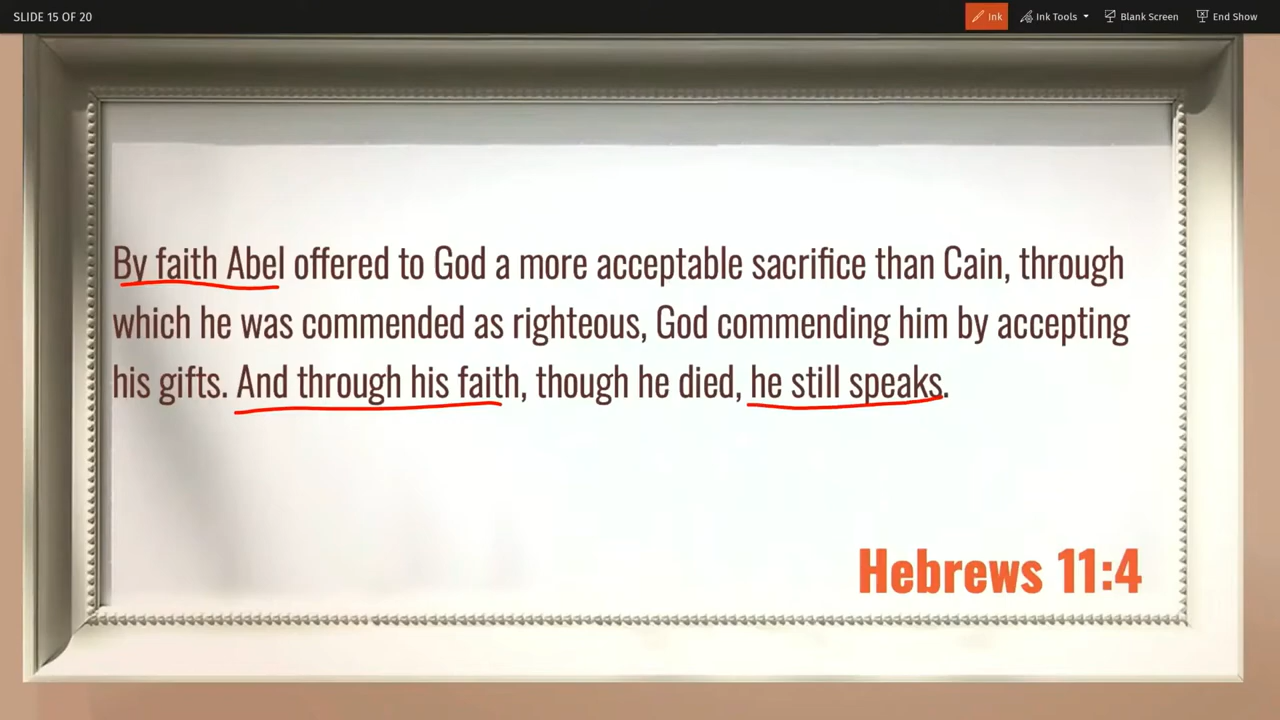 SLIDE 15 OF 20
Ink
Ink Tools
Blank Screen
End Show
By faith Abel offered to God a more acceptable sacrifice than Cain, through
which he was commended as righteous, God commending him by accepting
his gifts. And through his faith, though he died, he still speaks.
Hebrews 11:4